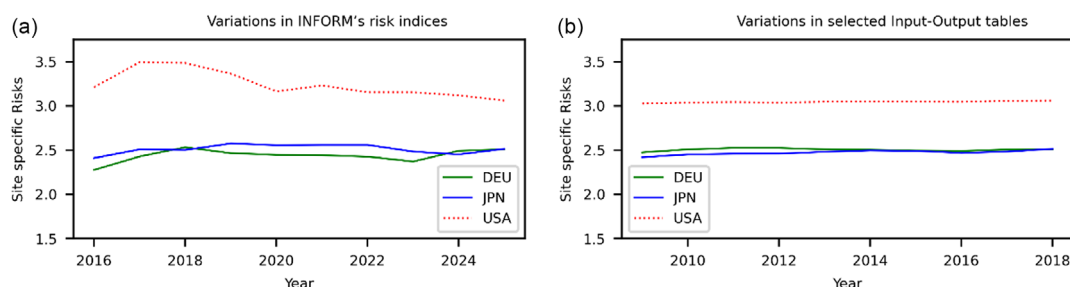 (a)
Variations in INFORM's risk indices
Site specific Risks
3.5
3.0
2.5
2.0
1.5
DEU
JPN
USA
2016
2018
2020
2022
2024
Year
(b)
Variations in selected Input-Output tables
Site specific Risks
3.5
3.0
2.5
2.0
1.5
DEU
JPN
USA
2010
2012
2014
2016
2018
Year